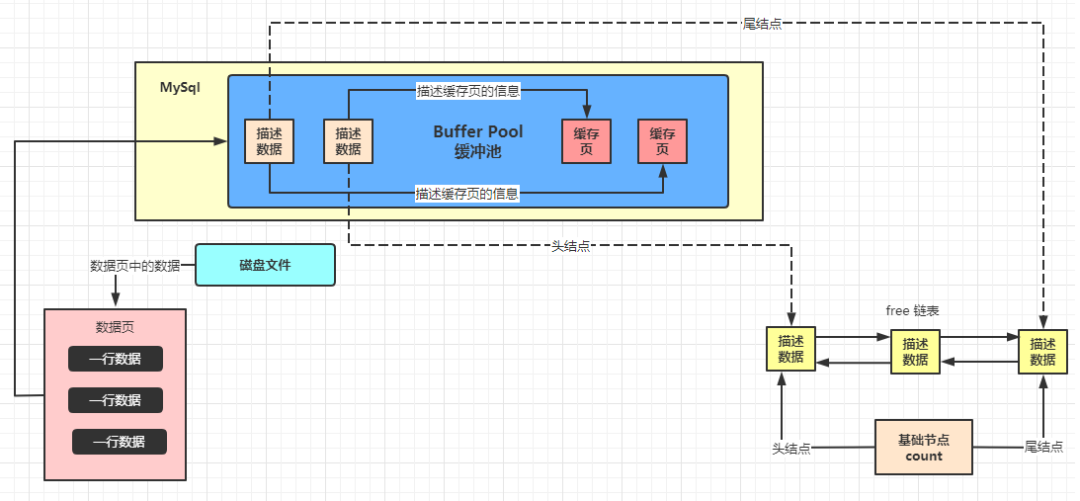 尾结点
MySql
描述缓存页的信息
描述
数据
描述
数据
Buffer Pool
缓冲池
缓存
页
缓存
页
描述缓存页的信息
头结点
数据页中的数据
磁盘文件
数据页
一行数据
一行数据
一行数据
free 链表
描述
数据
描述
数据
描述
数据
头结点
基础节点
count
尾结点